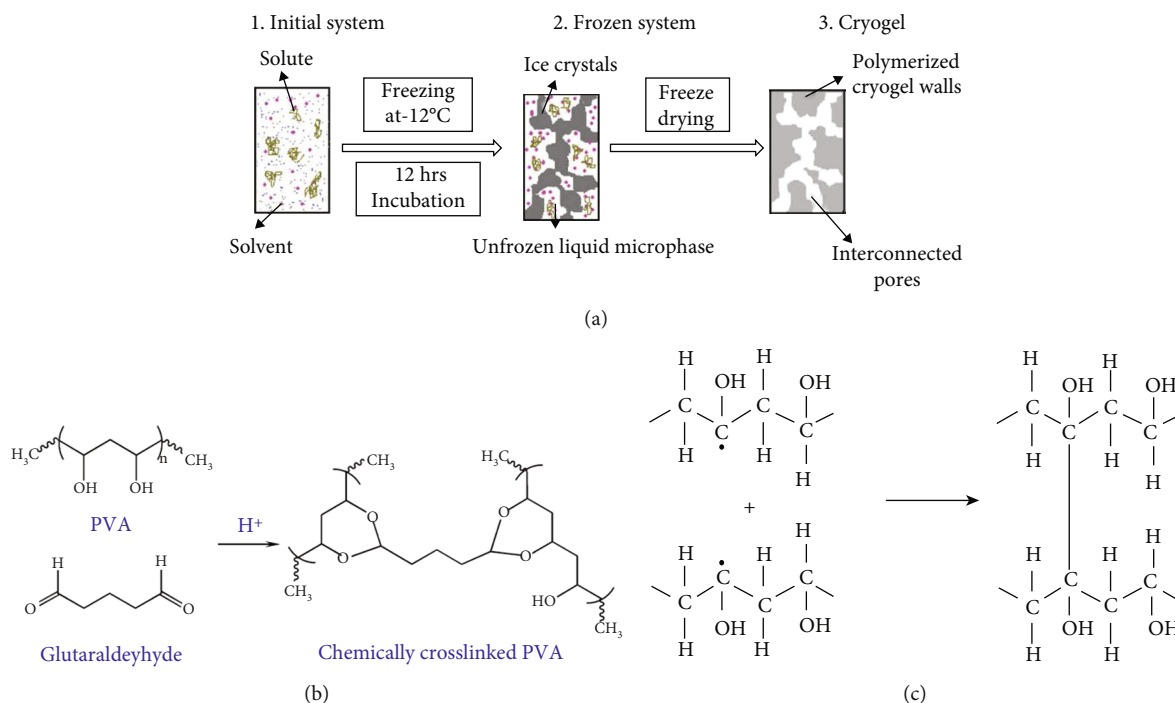 1. Initial system
2. Frozen system
3. Cryogel
Solute
Freezing
at-12°C
12 hrs
Incubation
Solvent
Ice crystals
Unfrozen liquid microphase
Freeze
drying
Polymerized
cryogel walls
Interconnected
pores
(a)
H₃C
n
CH₃
OH
OH
PVA
H
H
O
O
Glutaraldeyhyde
H⁺
CH₃
H₃C
O
O
O
O
CH₃
HO
CH₃
Chemically crosslinked PVA
(b)
H
H
OH
OH
C
C
C
C
H
H
H
+
H
H
H
C
C
C
C
OH
OH
H
H
H
H
OH
OH
C
C
C
C
H
H
H
H
H
H
C
C
C
C
OH
OH
H
H
(c)